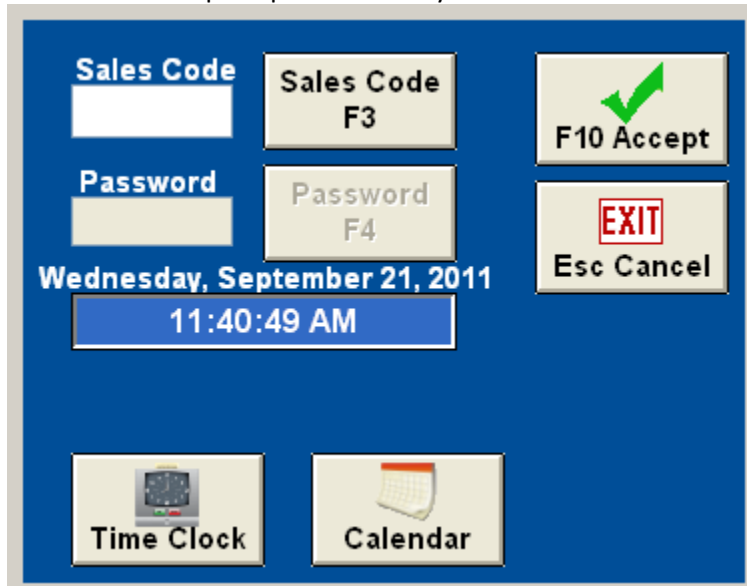 Sales Code
Sales Code
F3
F10 Accept
Password
Password
F4
EXIT
Esc Cancel
Wednesday, September 21, 2011
11:40:49 AM
Time Clock
Calendar